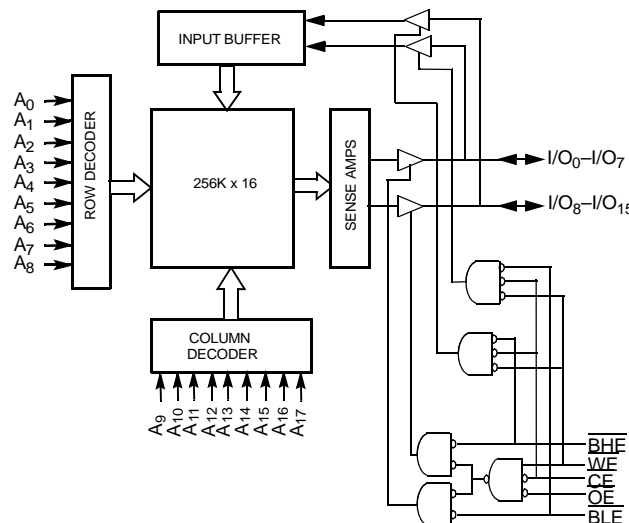 INPUT BUFFER
A0
A1
A2
A3
A4
A5
A6
A7
A8
ROW DECODER
256K x 16
SENSE AMPS
I/O0–I/O7
I/O8–I/O15
COLUMN
DECODER
A9
A10
A11
A12
A13
A14
A15
A16
A17
BHE
WE
CE
OE
BLE